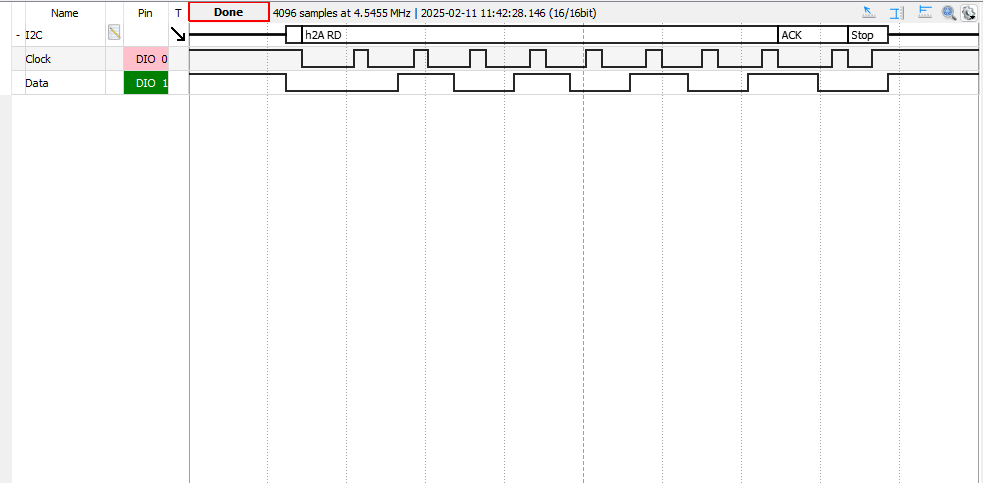 Name Pin T Done 4096 samples at 4.5455 MHz | 2025-02-11 11:42:28.146 (16/16bit)
- I2C h2A RD ACK Stop
Clock DIO 0
Data DIO 1